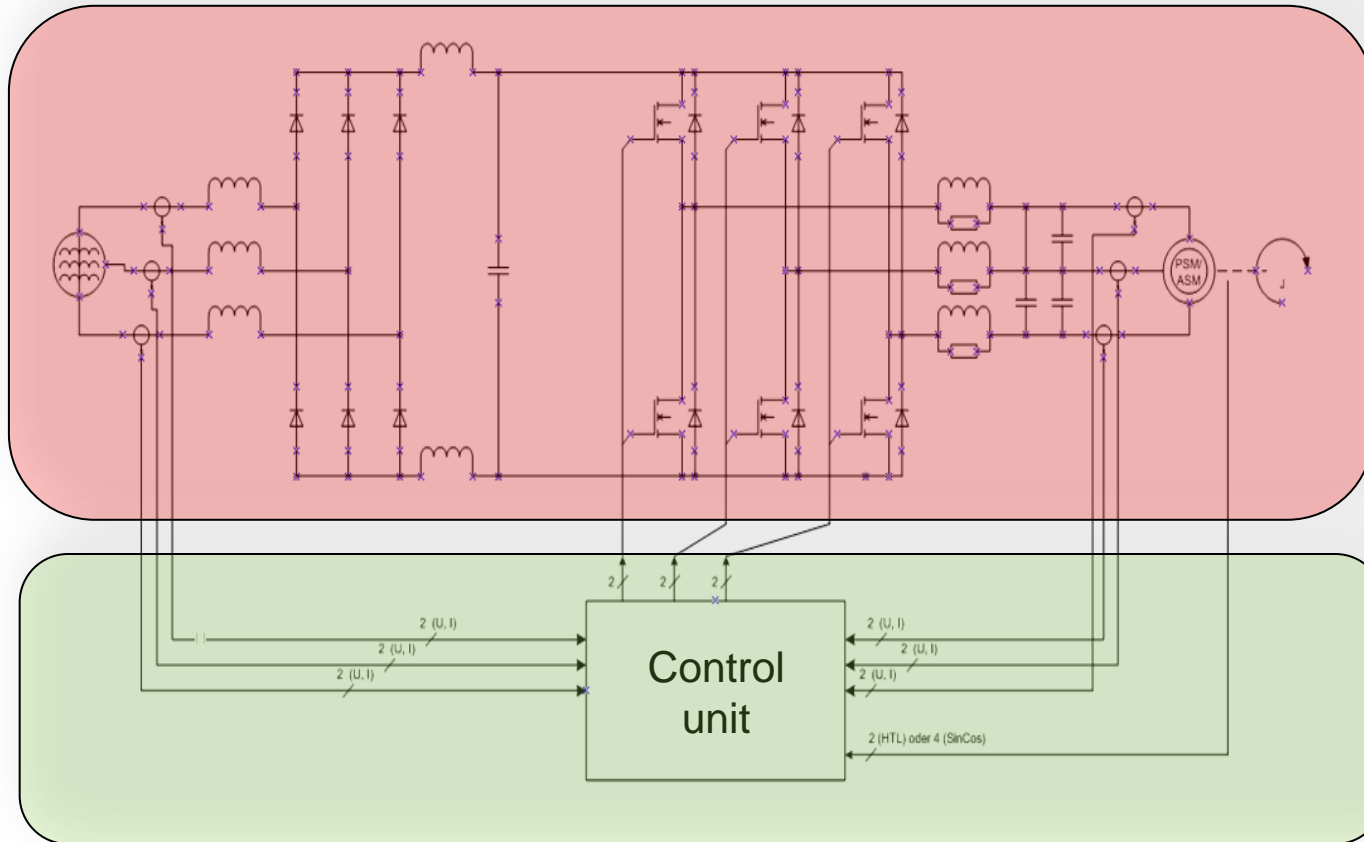 PSM/
ASM
J
2
2
2
2 (U, I)
2 (U, I)
2 (U, I)
2 (U, I)
2 (U, I)
2 (U, I)
Control
unit
2 (HTL) oder 4 (SinCos)